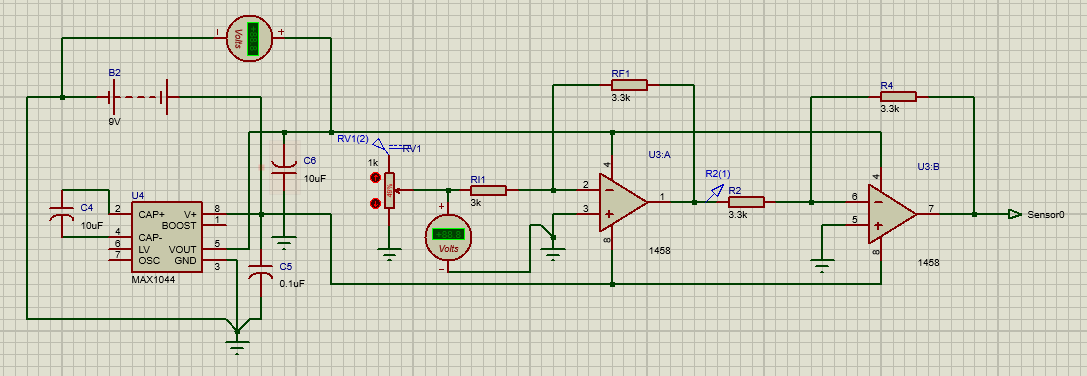 - Volts +
B2
9V
C6
10uF
RV1(2)
RV1
1k
C4
10uF
U4
2 CAP+ V+ 8
BOOST 1
4 CAP-
6 LV VOUT 5
7 OSC GND 3
MAX1044
C5
0.1uF
+
Volts
-
RI1
3k
RF1
3.3k
U3:A
4
2
3
1
8
1458
R2(1)
R2
3.3k
R4
3.3k
U3:B
4
6
5
7
8
1458
Sensor0